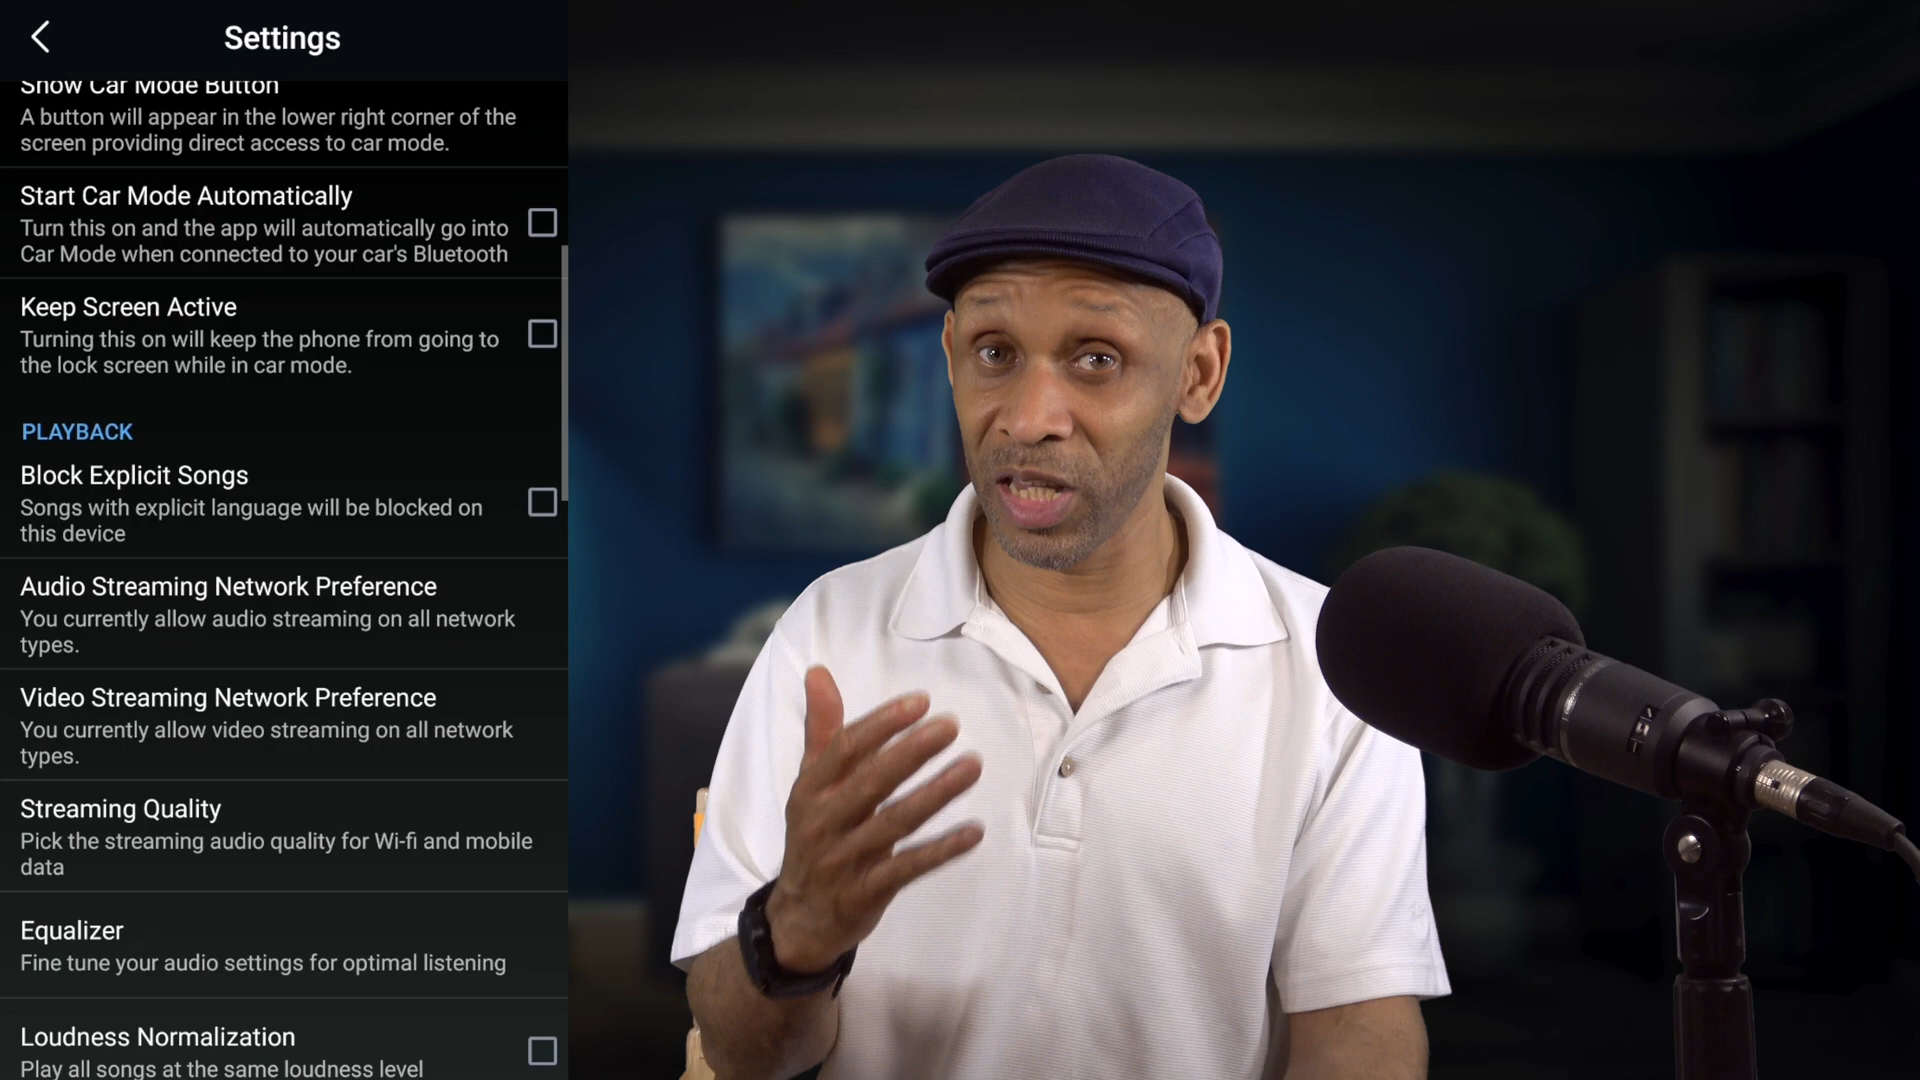 Settings
Show Car Mode Button
A button will appear in the lower right corner of the
screen providing direct access to car mode.
Start Car Mode Automatically
Turn this on and the app will automatically go into
Car Mode when connected to your car's Bluetooth
Keep Screen Active
Turning this on will keep the phone from going to
the lock screen while in car mode.
PLAYBACK
Block Explicit Songs
Songs with explicit language will be blocked on
this device
Audio Streaming Network Preference
You currently allow audio streaming on all network
types.
Video Streaming Network Preference
You currently allow video streaming on all network
types.
Streaming Quality
Pick the streaming audio quality for Wi-fi and mobile
data
Equalizer
Fine tune your audio settings for optimal listening
Loudness Normalization
Play all songs at the same loudness level